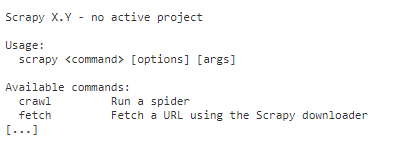 Scrapy X.Y - no active project

Usage:
  scrapy <command> [options] [args]

Available commands:
  crawl         Run a spider
  fetch         Fetch a URL using the Scrapy downloader
[...]